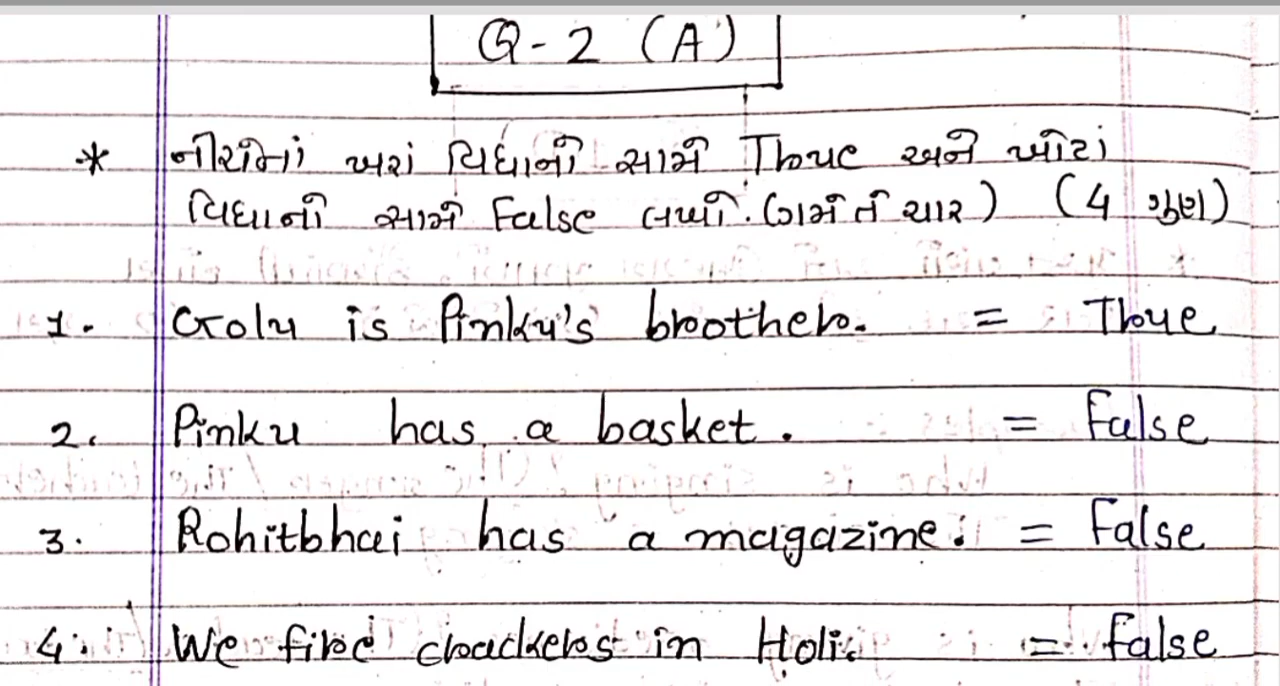 Q-2 (A)
* નીચેનાં ખરાં વિધાનો સામે True અને ખોટાં
વિધાનો સામે False લખો. (ગમે તે ચાર) (4 ગુણ)
1. Golu is Pinku's brother. = True
2. Pinku has a basket. = False
3. Rohitbhai has a magazine. = False
4. We fire crackers in Holi. = False